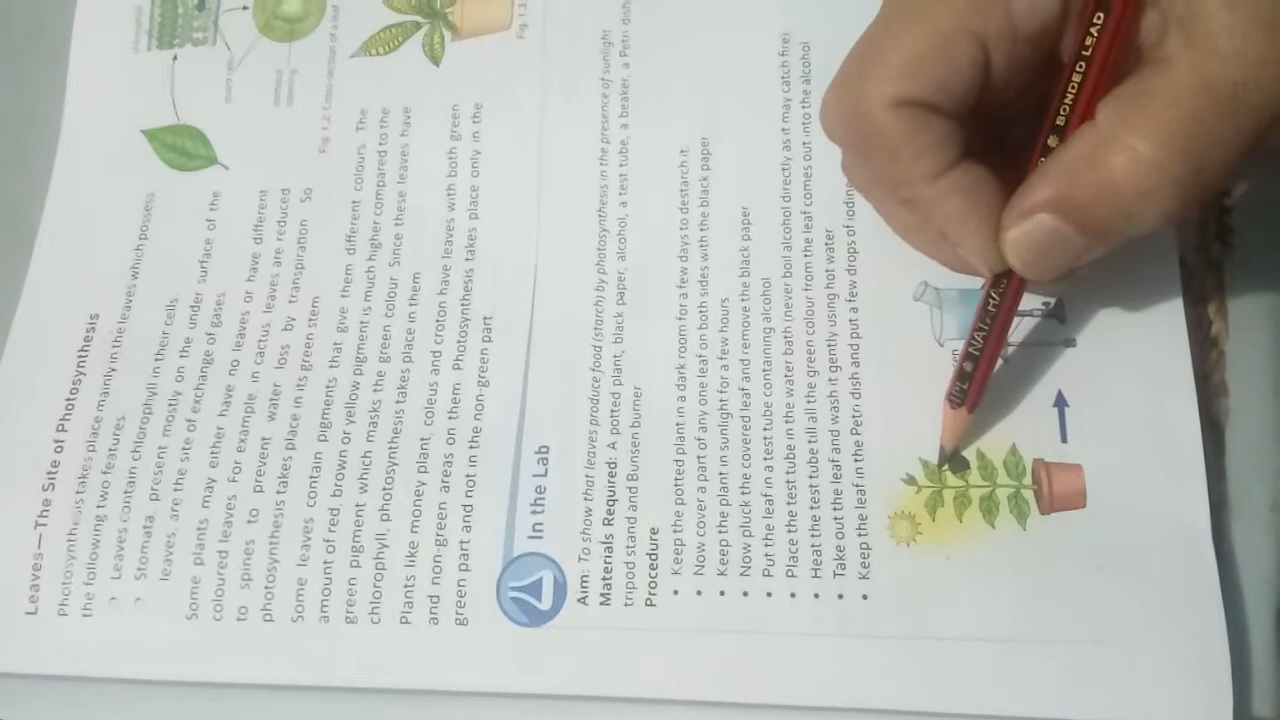 Leaves—The Site of Photosynthesis
Photosynthesis takes place mainly in the leaves which possess
the following two features.
Leaves contain chlorophyll in their cells.
Stomata, present mostly on the under surface of the
leaves, are the site of exchange of gases.
Some plants may either have no leaves or have different
coloured leaves. For example, in cactus, leaves are reduced
to spines to prevent water loss by transpiration. So
photosynthesis takes place in its green stem
Some leaves contain pigments that give them different colours. The
amount of red, brown or yellow pigment is much higher compared to the
green pigment which masks the green colour. Since these leaves have
chlorophyll, photosynthesis takes place in them
Plants like money plant, coleus and croton have leaves with both green
and non-green areas on them. Photosynthesis takes place only in the
green part and not in the non-green part
guard cells
stomatal
opening
Fig. 1.2: Cross-section of a leaf
Fig. 1.3:
In the Lab
Aim: To show that leaves produce food (starch) by photosynthesis in the presence of sunlight
Materials Required: A potted plant, black paper, alcohol, a test tube, a beaker, a Petri dish
tripod stand and Bunsen burner
Procedure
• Keep the potted plant in a dark room for a few days to destarch it.
• Now cover a part of any one leaf on both sides with the black paper
• Keep the plant in sunlight for a few hours
• Now pluck the covered leaf and remove the black paper
• Put the leaf in a test tube containing alcohol
• Place the test tube in the water bath (never boil alcohol directly as it may catch fire)
• Heat the test tube till all the green colour from the leaf comes out into the alcohol
• Take out the leaf and wash it gently using hot water
• Keep the leaf in the Petri dish and put a few drops of iodine
NATARAJ
BONDED LEAD